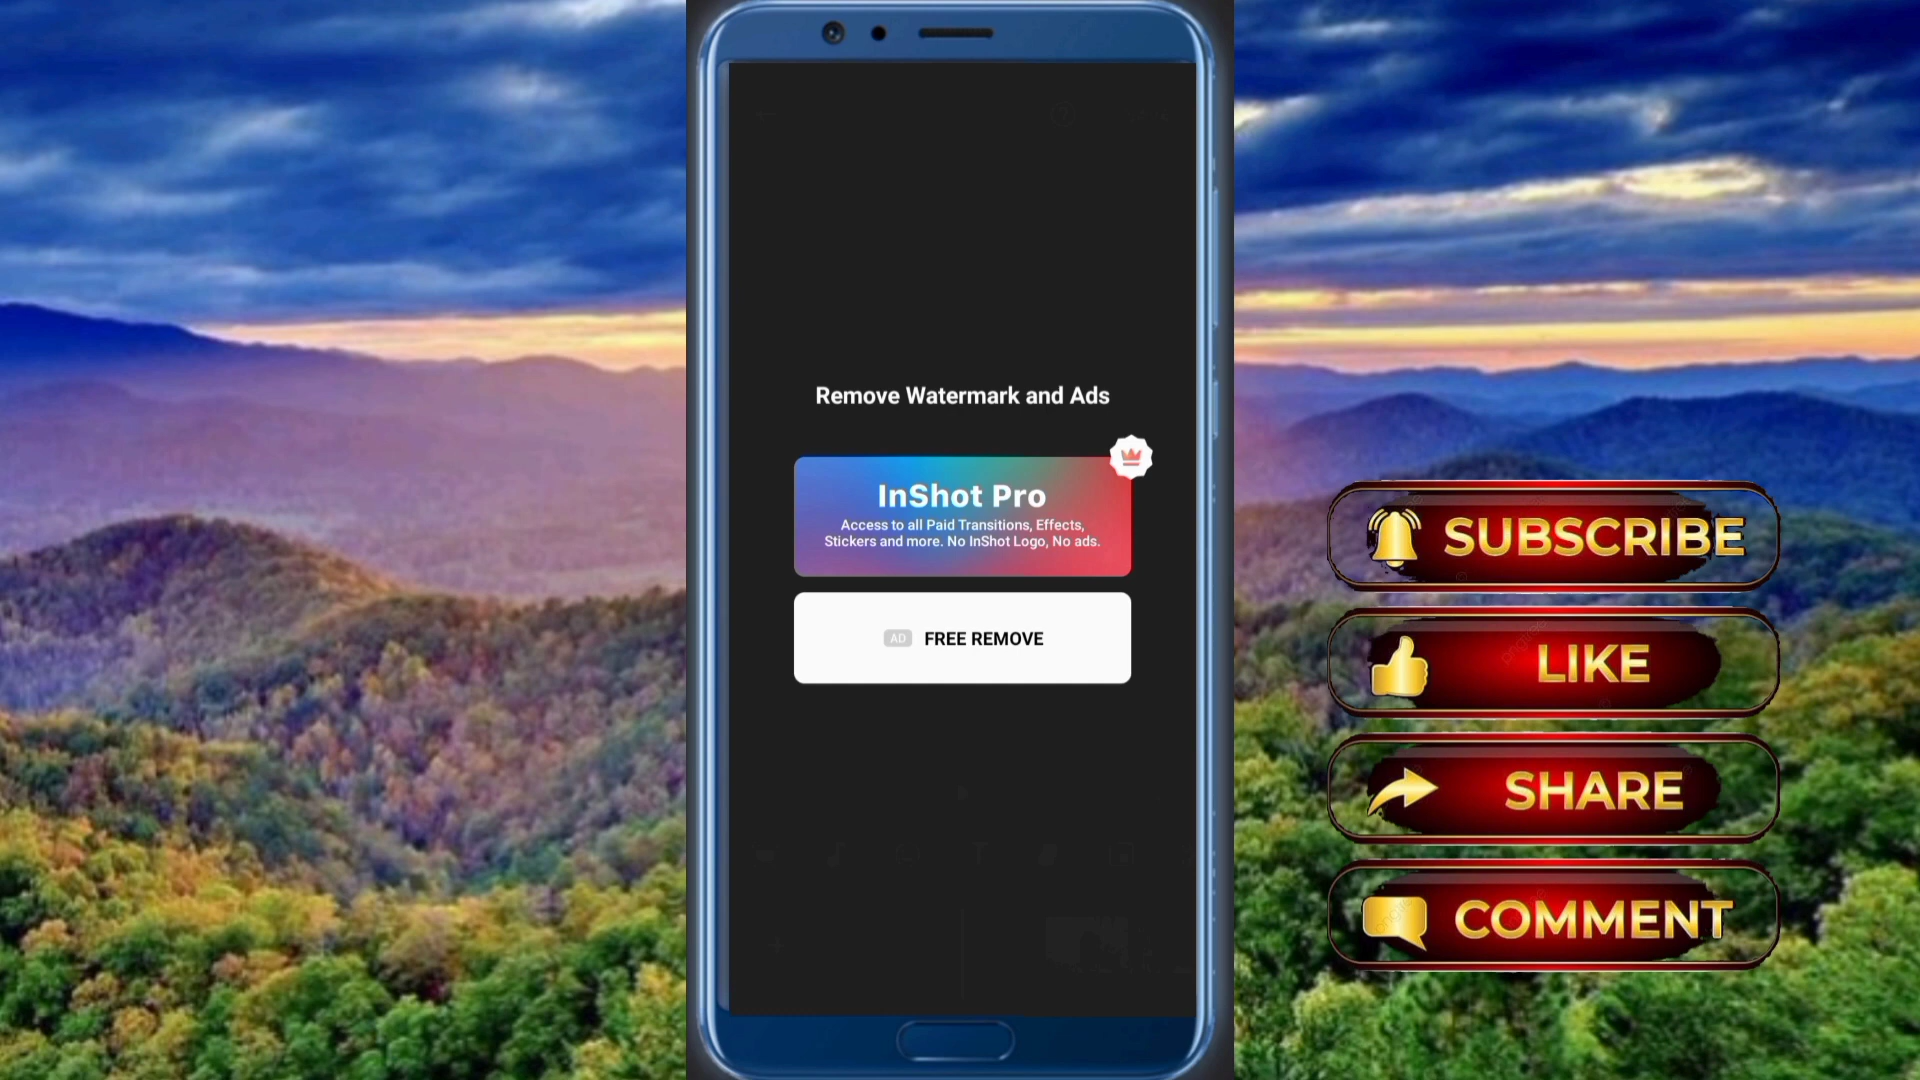 Remove Watermark and Ads
InShot Pro
Access to all Paid Transitions, Effects,
Stickers and more. No InShot Logo, No ads.
AD FREE REMOVE
SUBSCRIBE
LIKE
SHARE
COMMENT